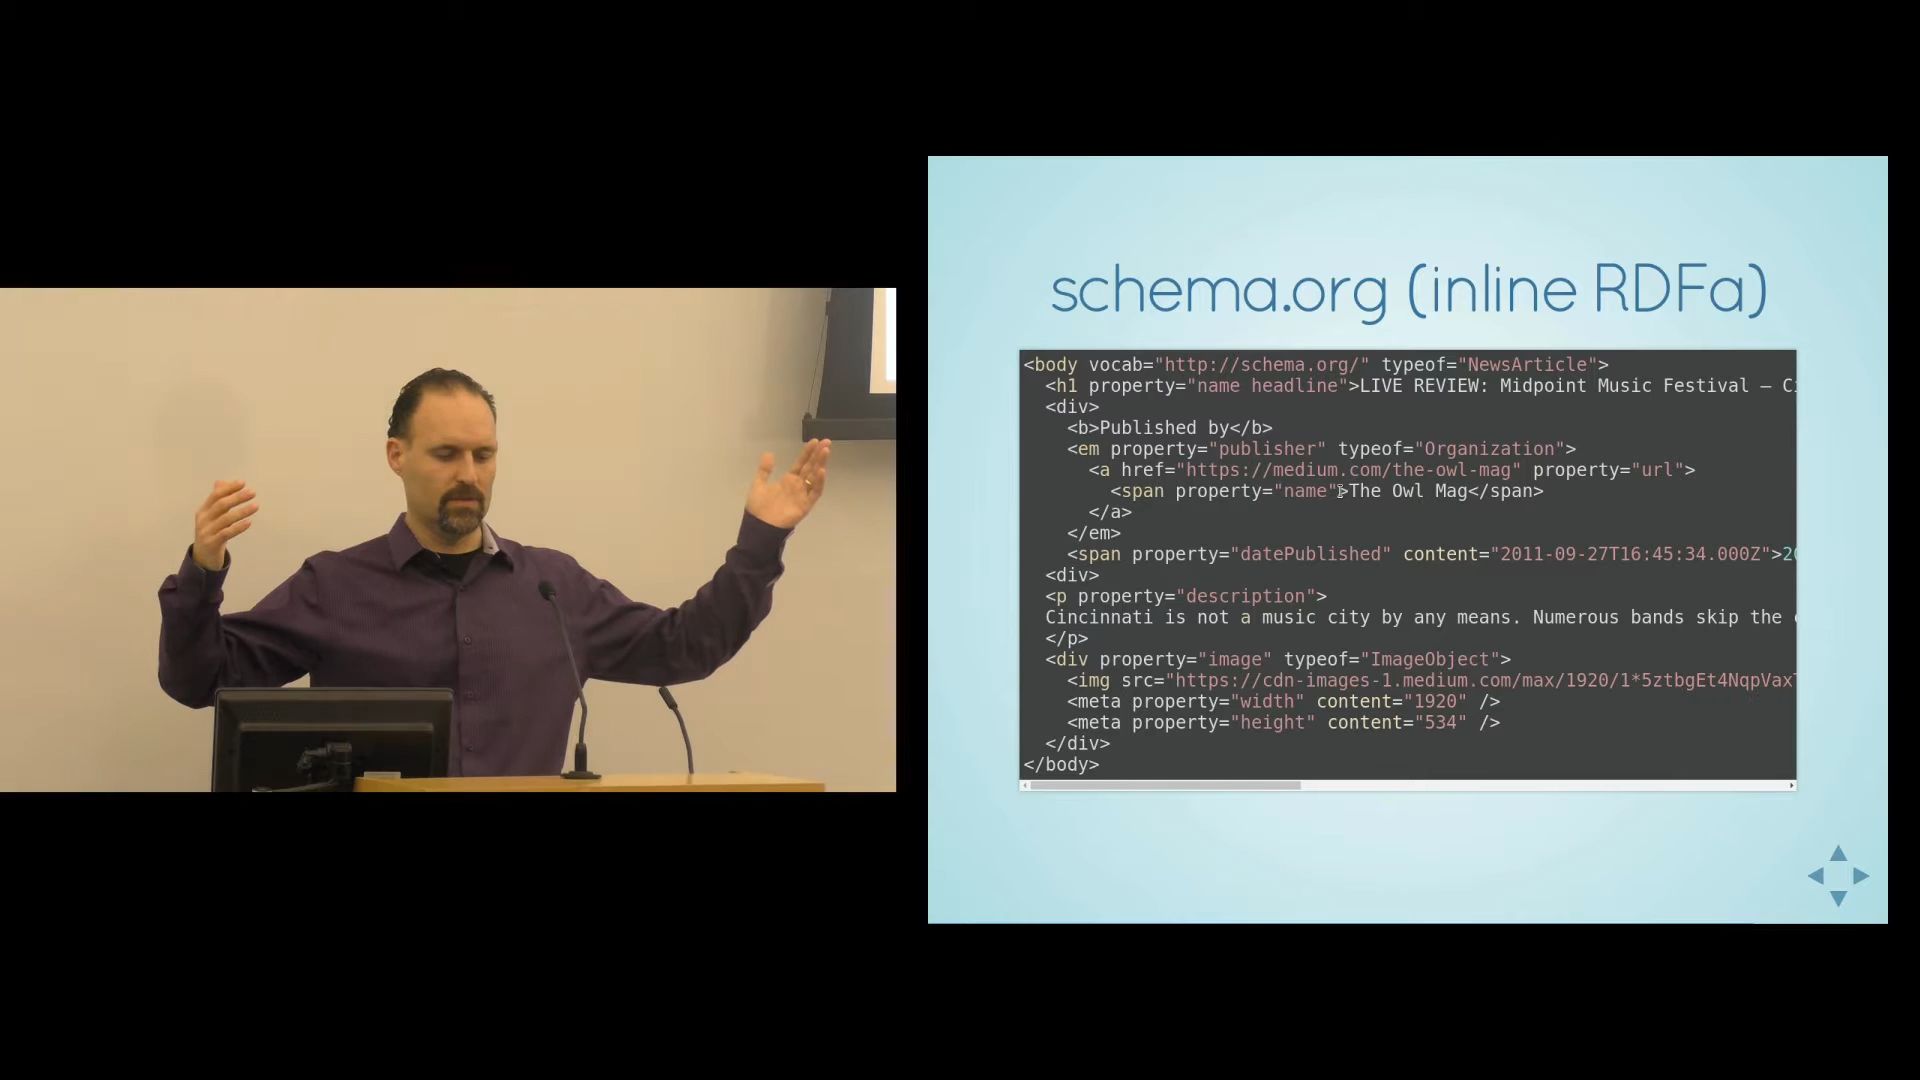 schema.org (inline RDFa)
<body vocab="http://schema.org/" typeof="NewsArticle">
<h1 property="name headline">LIVE REVIEW: Midpoint Music Festival –
<div>
<b>Published by</b>
<em property="publisher" typeof="Organization">
<a href="https://medium.com/the-owl-mag" property="url">
<span property="name">The Owl Mag</span>
</a>
</em>
<span property="datePublished" content="2011-09-27T16:45:34.000Z">
<div>
<p property="description">
Cincinnati is not a music city by any means. Numerous bands skip the
</p>
<div property="image" typeof="ImageObject">
<img src="https://cdn-images-1.medium.com/max/1920/1*5ztbgEt4NqpVax
<meta property="width" content="1920" />
<meta property="height" content="534" />
</div>
</body>